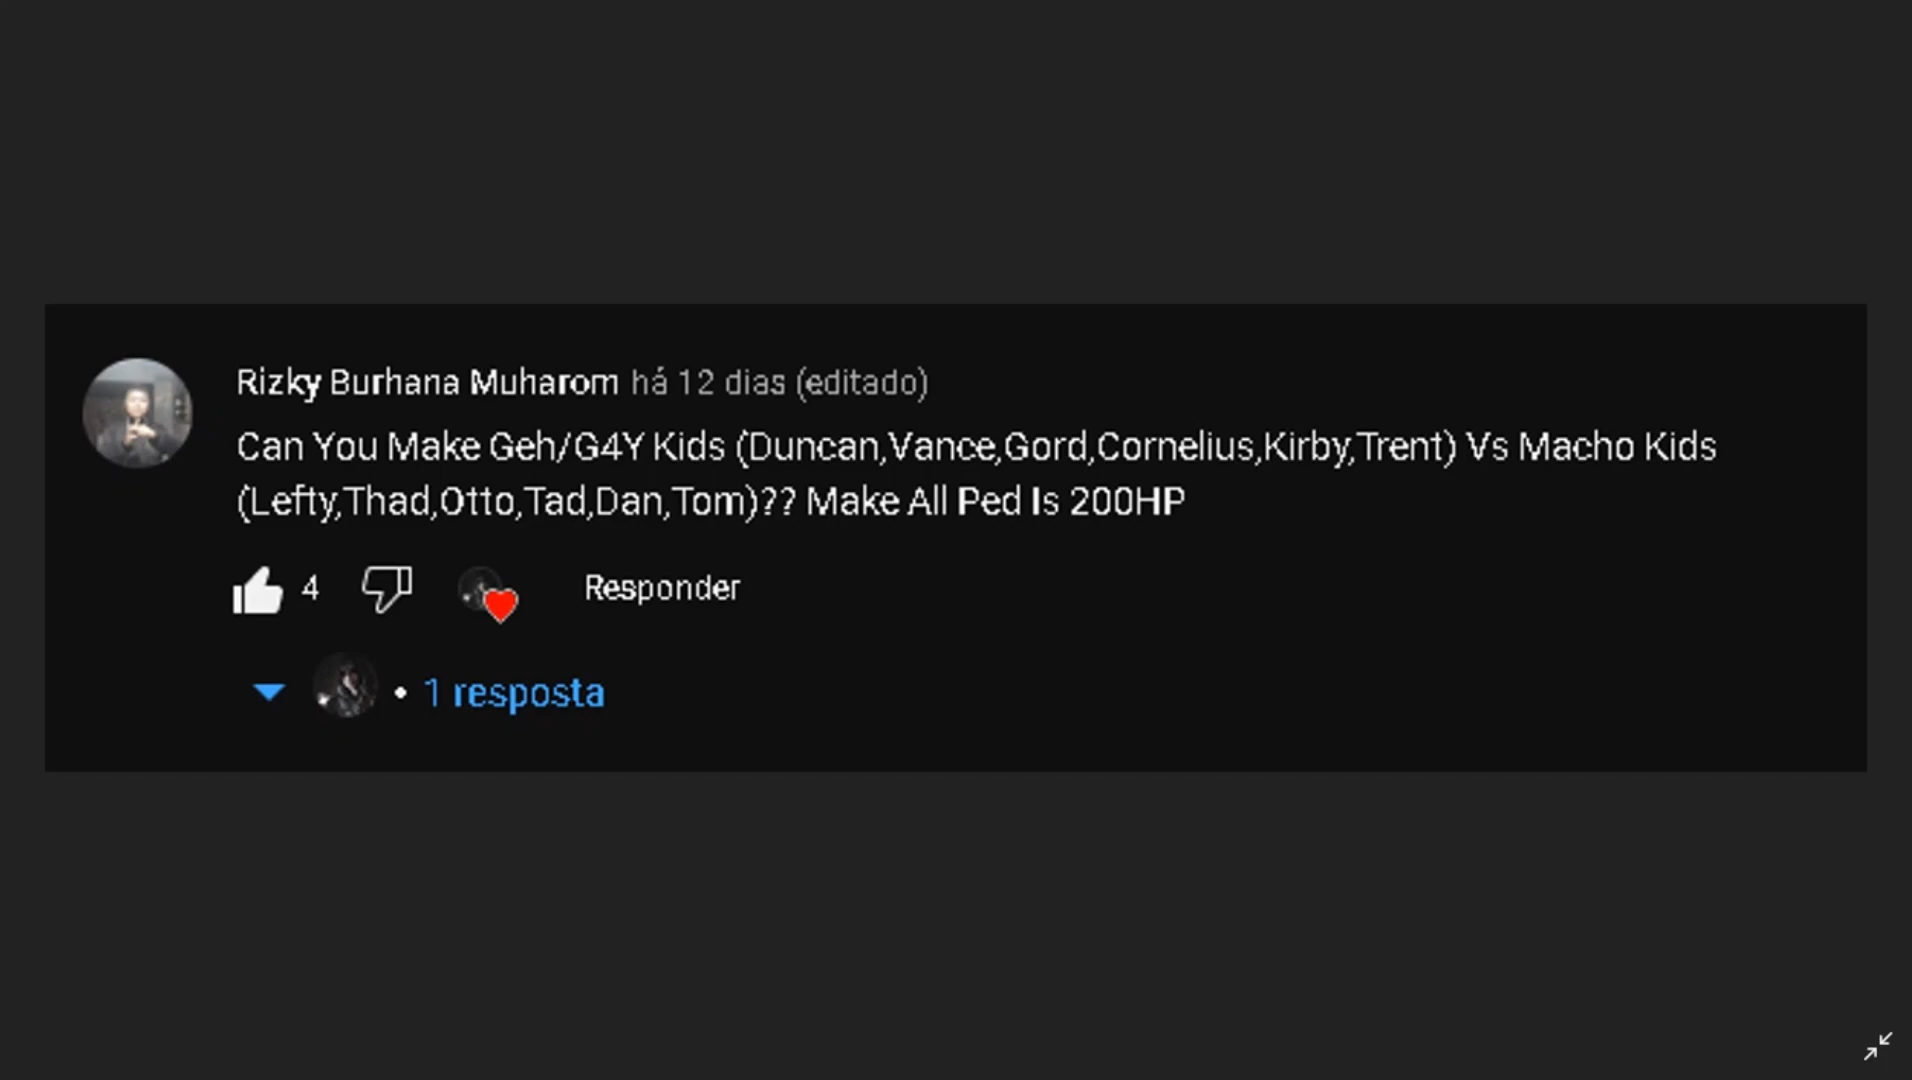 Rizky Burhana Muharom há 12 dias (editado)
Can You Make Geh/G4Y Kids (Duncan,Vance,Gord,Cornelius,Kirby,Trent) Vs Macho Kids
(Lefty,Thad,Otto,Tad,Dan,Tom)?? Make All Ped Is 200HP
4 Responder
• 1 resposta